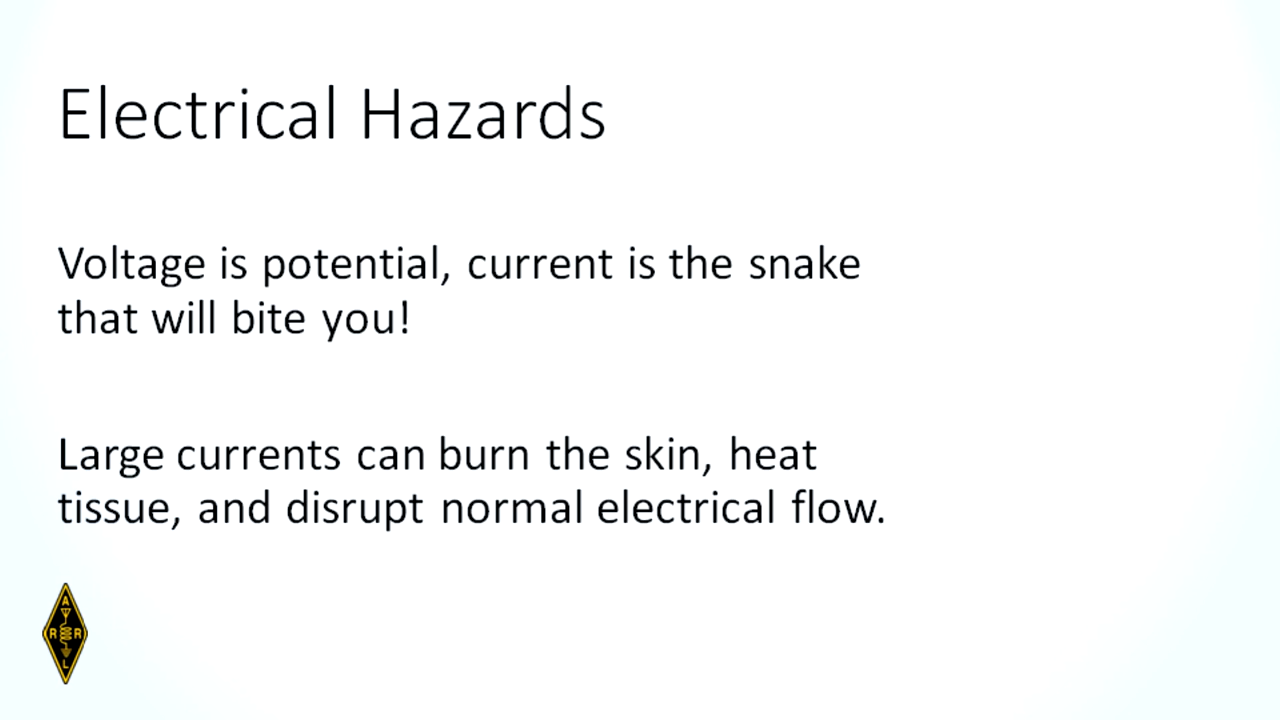 Electrical Hazards
Voltage is potential, current is the snake
that will bite you!
Large currents can burn the skin, heat
tissue, and disrupt normal electrical flow.
A
R R
L